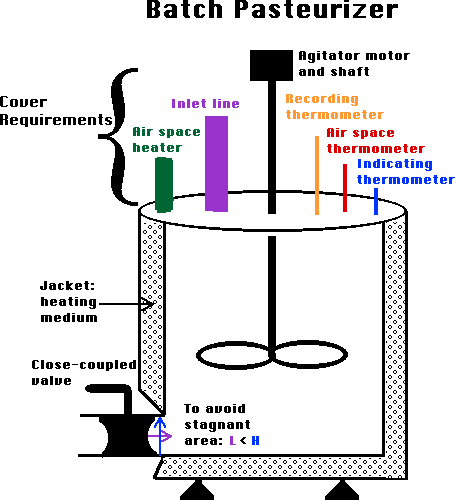 Batch Pasteurizer
Agitator motor
and shaft
Cover
Requirements
Inlet line
Recording
thermometer
Air space
heater
Air space
thermometer
Indicating
thermometer
Jacket:
heating
medium
Close-coupled
valve
To avoid
stagnant
area: L < H